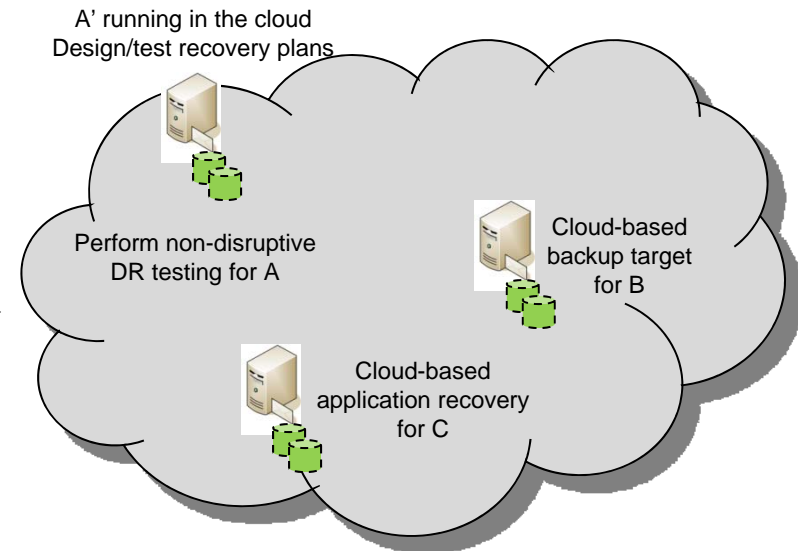 A' running in the cloud
Design/test recovery plans
Perform non-disruptive
DR testing for A
Cloud-based
backup target
for B
Cloud-based
application recovery
for C